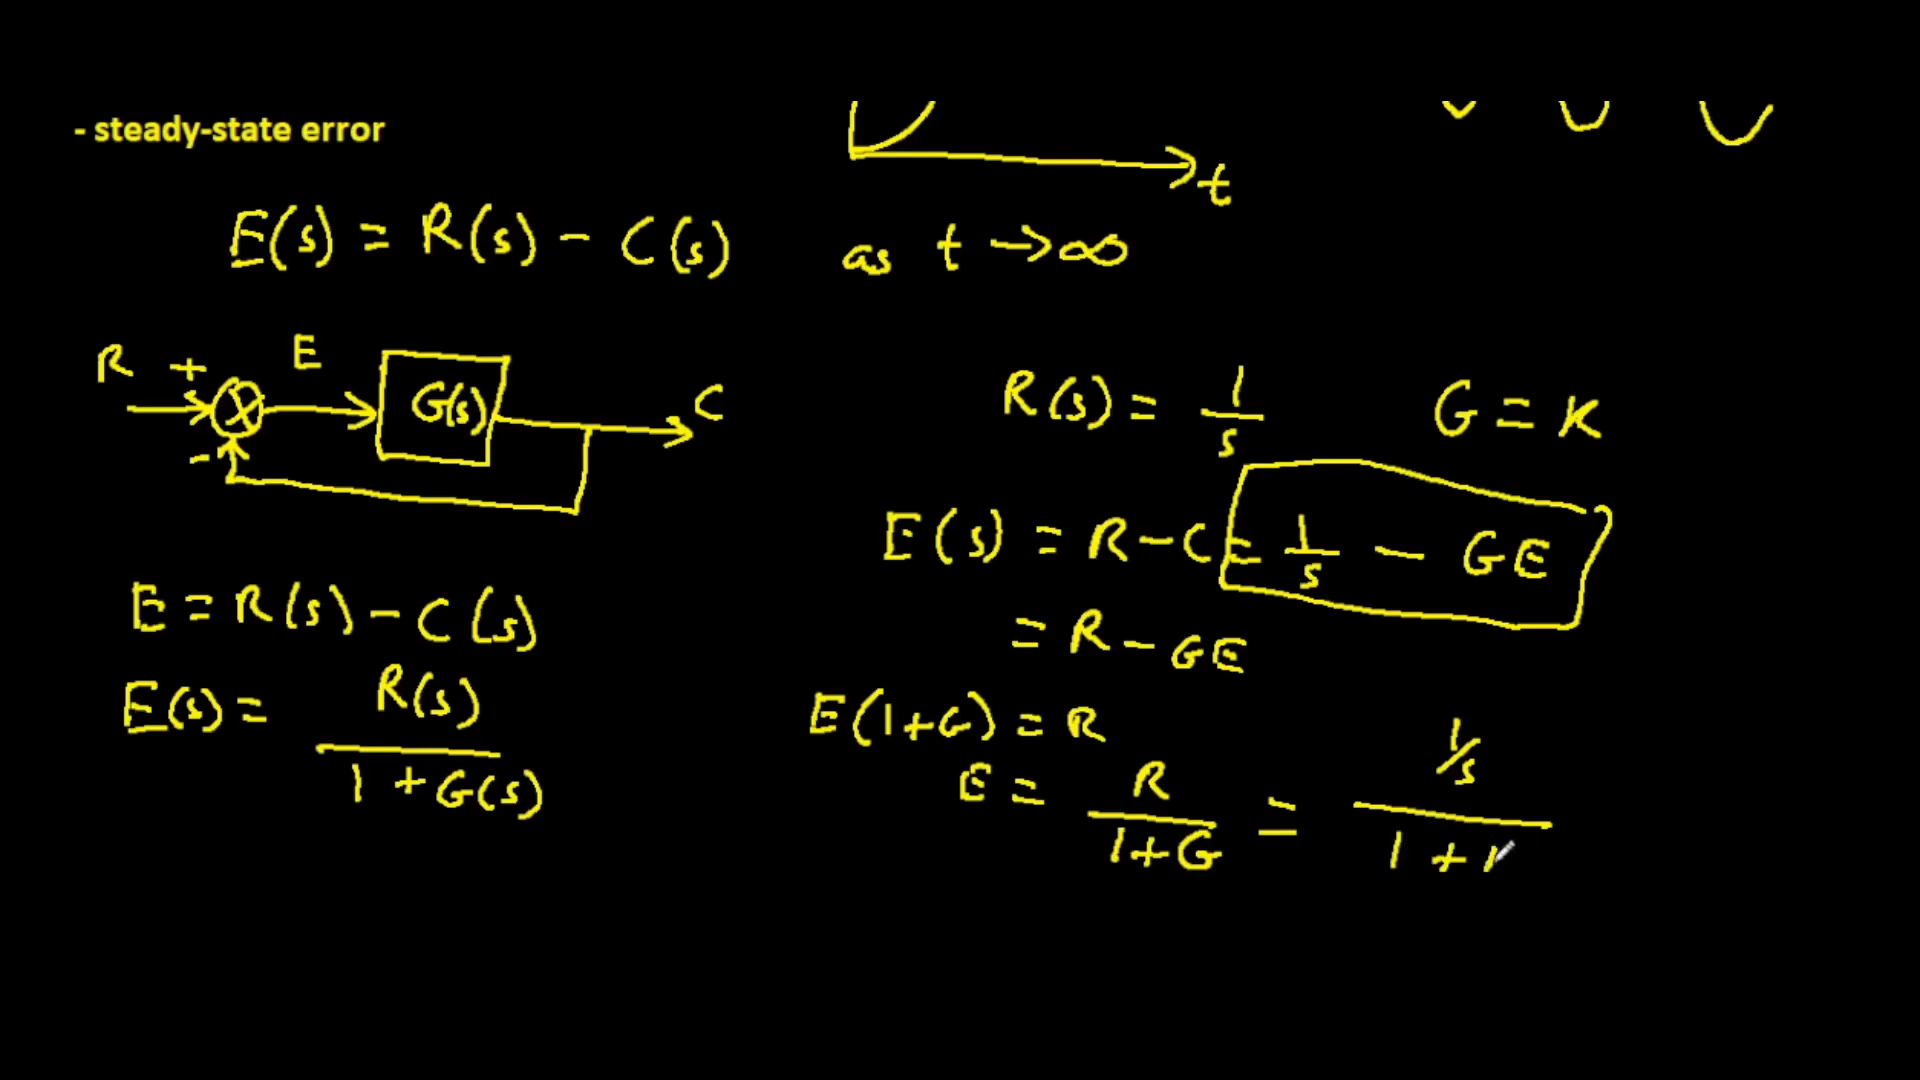 - steady-state error
t
E(s) = R(s) - C(s)
as t → ∞
R + E G(s) C
-
E = R(s) - C(s)
E(s) = R(s)
1 + G(s)
R(s) = 1/s G = K
E(s) = R - C = 1/s - GE
= R - GE
E(1+G) = R
E = R/(1+G) = 1/s
1 +